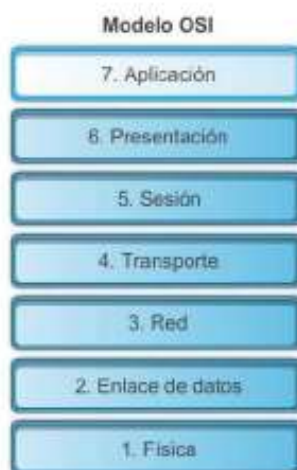 Modelo OSI
7. Aplicación
6. Presentación
5. Sesión
4. Transporte
3. Red
2. Enlace de datos
1. Física